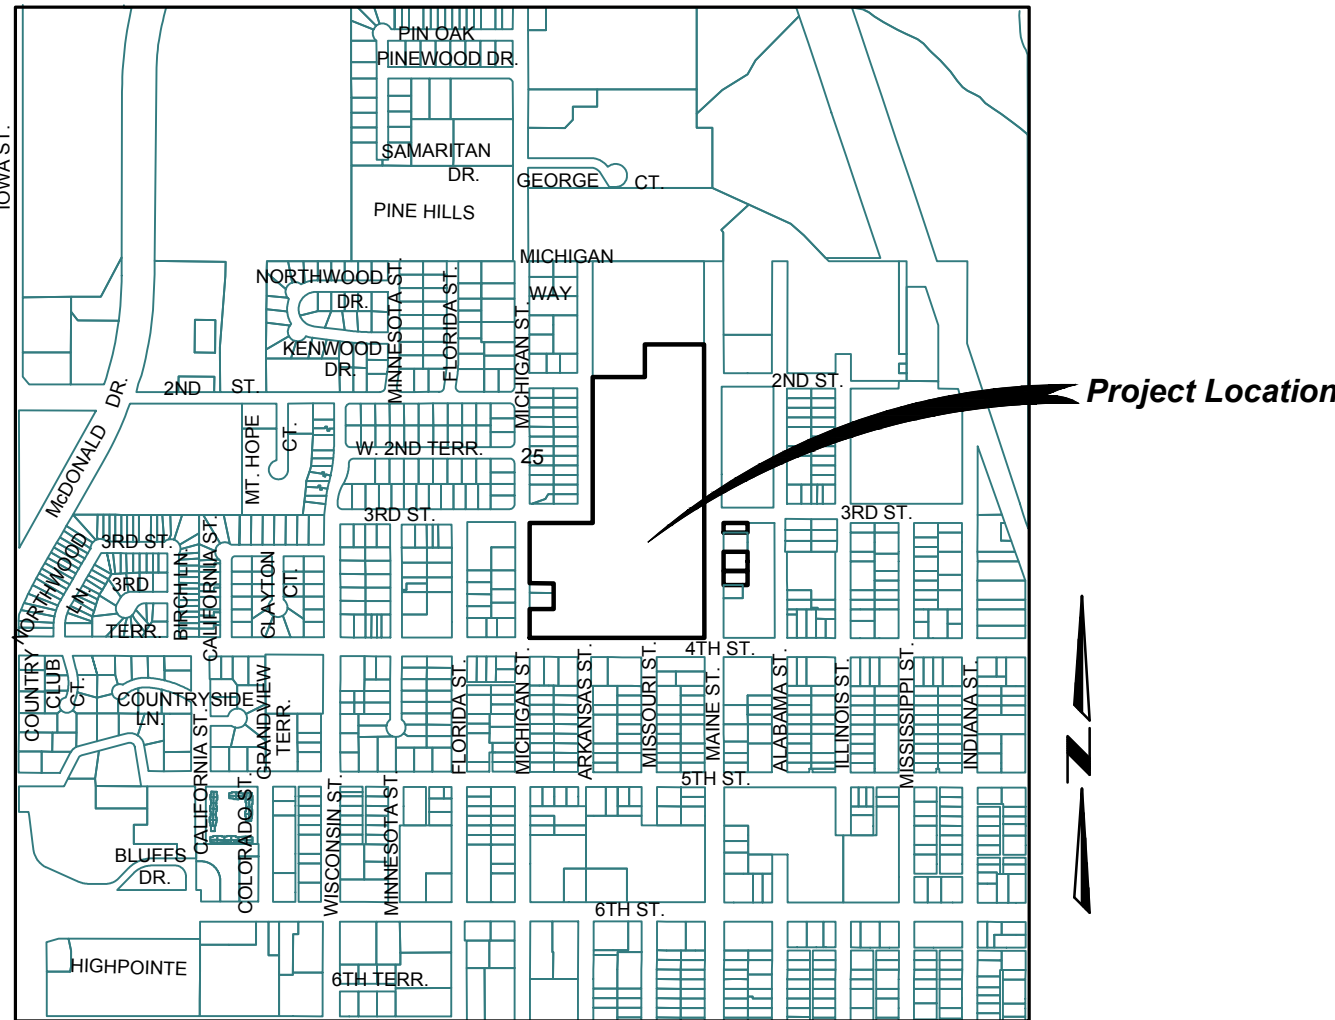 PIN OAK
PINEWOOD DR.
IOWA ST.
SAMARITAN
DR.
GEORGE CT.
PINE HILLS
MICHIGAN
WAY
NORTHWOOD
DR.
MINNESOTA ST.
FLORIDA ST.
MICHIGAN ST.
KENWOOD
DR.
2ND ST.
DR.
McDONALD
2ND ST.
Project Location
MT. HOPE
CT.
W. 2ND TERR.
25
3RD ST.
3RD ST.
3RD ST.
NORTHWOOD
LN.
3RD
TERR.
BIRCH LN.
CALIFORNIA ST.
CLAYTON
CT.
4TH ST.
COUNTRY
CLUB
CT.
COUNTRYSIDE
LN.
GRANDVIEW
TERR.
FLORIDA ST.
MICHIGAN ST.
ARKANSAS ST.
MISSOURI ST.
MAINE ST.
ALABAMA ST.
ILLINOIS ST.
MISSISSIPPI ST.
INDIANA ST.
N
5TH ST.
CALIFORNIA ST.
COLORADO ST.
WISCONSIN ST.
MINNESOTA ST.
BLUFFS
DR.
6TH ST.
HIGHPOINTE
6TH TERR.